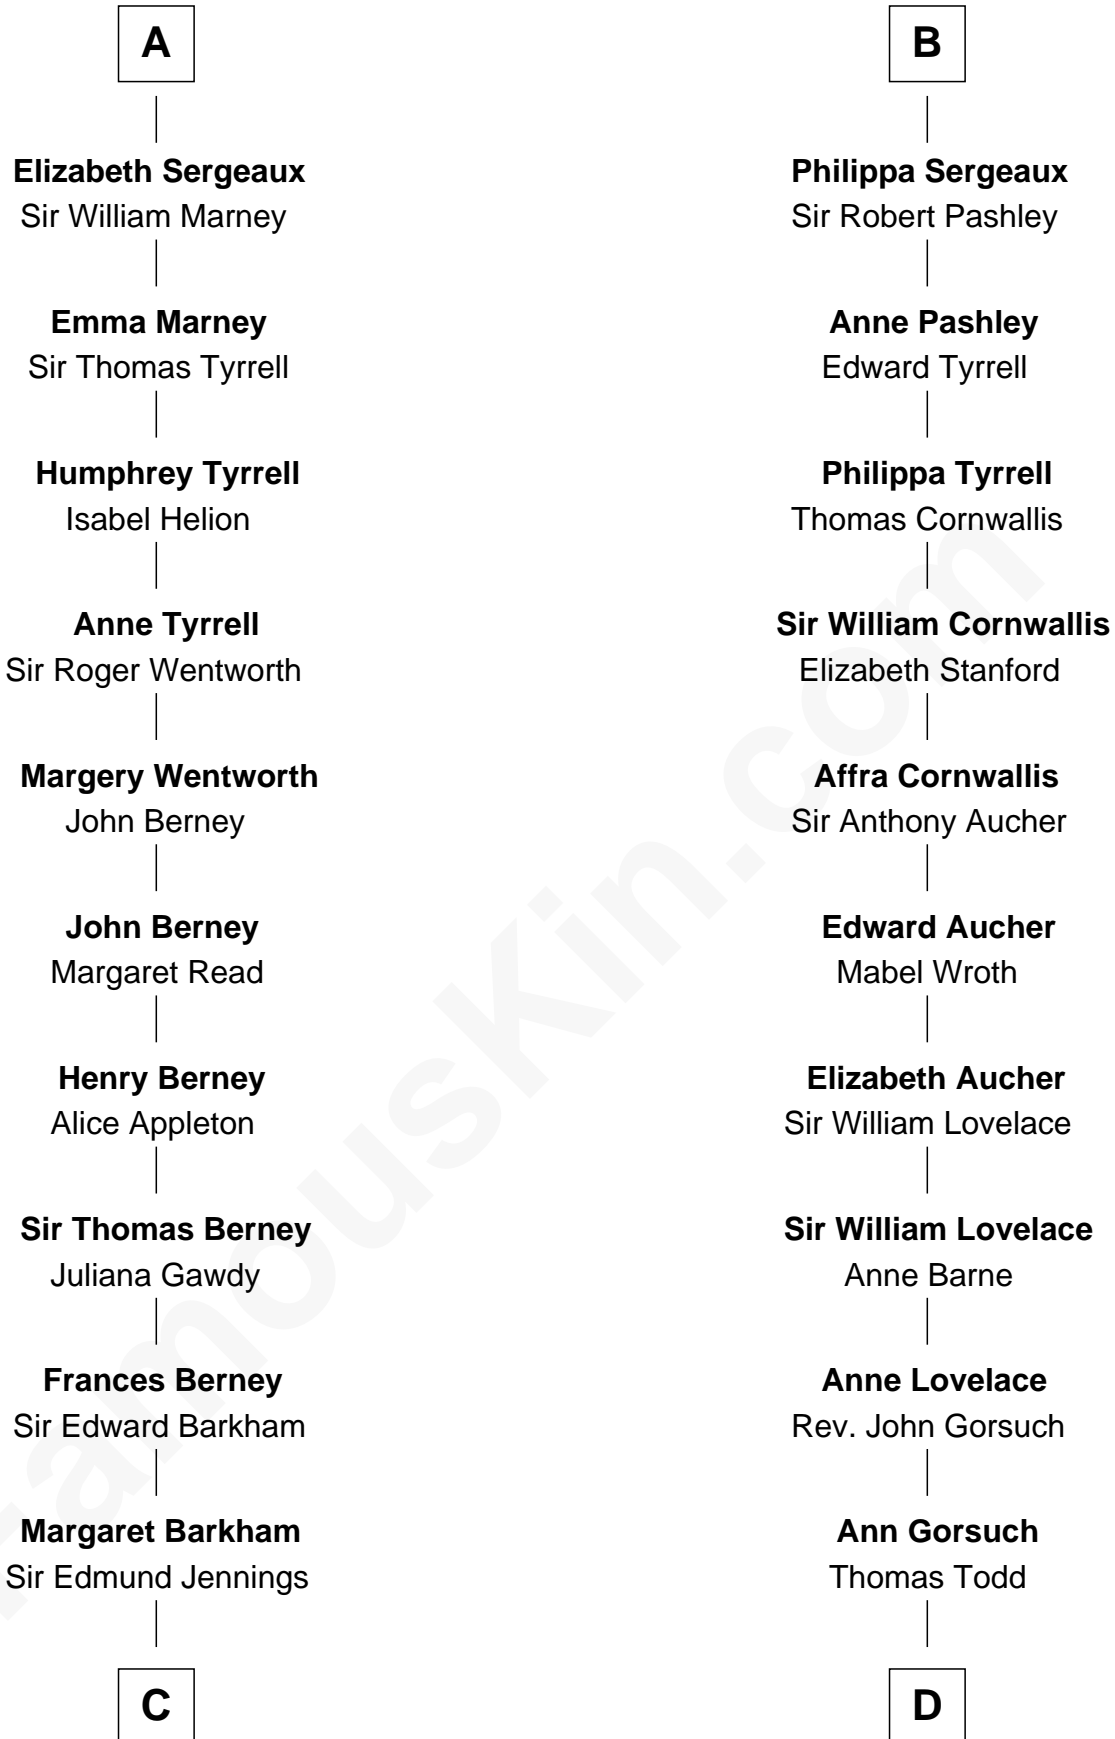 A
Elizabeth Sergeaux
Sir William Marney
Emma Marney
Sir Thomas Tyrrell
Humphrey Tyrrell
Isabel Helion
Anne Tyrrell
Sir Roger Wentworth
Margery Wentworth
John Berney
John Berney
Margaret Read
Henry Berney
Alice Appleton
Sir Thomas Berney
Juliana Gawdy
Frances Berney
Sir Edward Barkham
Margaret Barkham
Sir Edmund Jennings
C
B
Philippa Sergeaux
Sir Robert Pashley
Anne Pashley
Edward Tyrrell
Philippa Tyrrell
Thomas Cornwallis
Sir William Cornwallis
Elizabeth Stanford
Affra Cornwallis
Sir Anthony Aucher
Edward Aucher
Mabel Wroth
Elizabeth Aucher
Sir William Lovelace
Sir William Lovelace
Anne Barne
Anne Lovelace
Rev. John Gorsuch
Ann Gorsuch
Thomas Todd
D
FamousKin.com